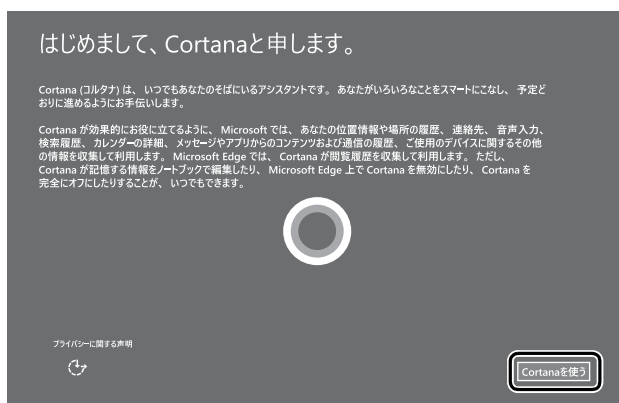 はじめまして、Cortanaと申します。
Cortana (コルタナ) は、いつでもあなたのそばにいるアシスタントです。あなたがいろいろなことをスマートにこなし、予定ど
おりに進めるようにお手伝いします。
Cortana が効果的にお役に立てるように、Microsoft では、あなたの位置情報や場所の履歴、連絡先、音声入力、
検索履歴、カレンダーの詳細、メッセージやアプリからのコンテンツおよび通信の履歴、ご使用のデバイスに関するその他
の情報を収集して利用します。Microsoft Edge では、Cortana が閲覧履歴を収集して利用します。ただし、
Cortana が記憶する情報をノートブックで編集したり、Microsoft Edge 上で Cortana を無効にしたり、Cortana を
完全にオフにしたりすることが、いつでもできます。
プライバシーに関する声明
Cortanaを使う